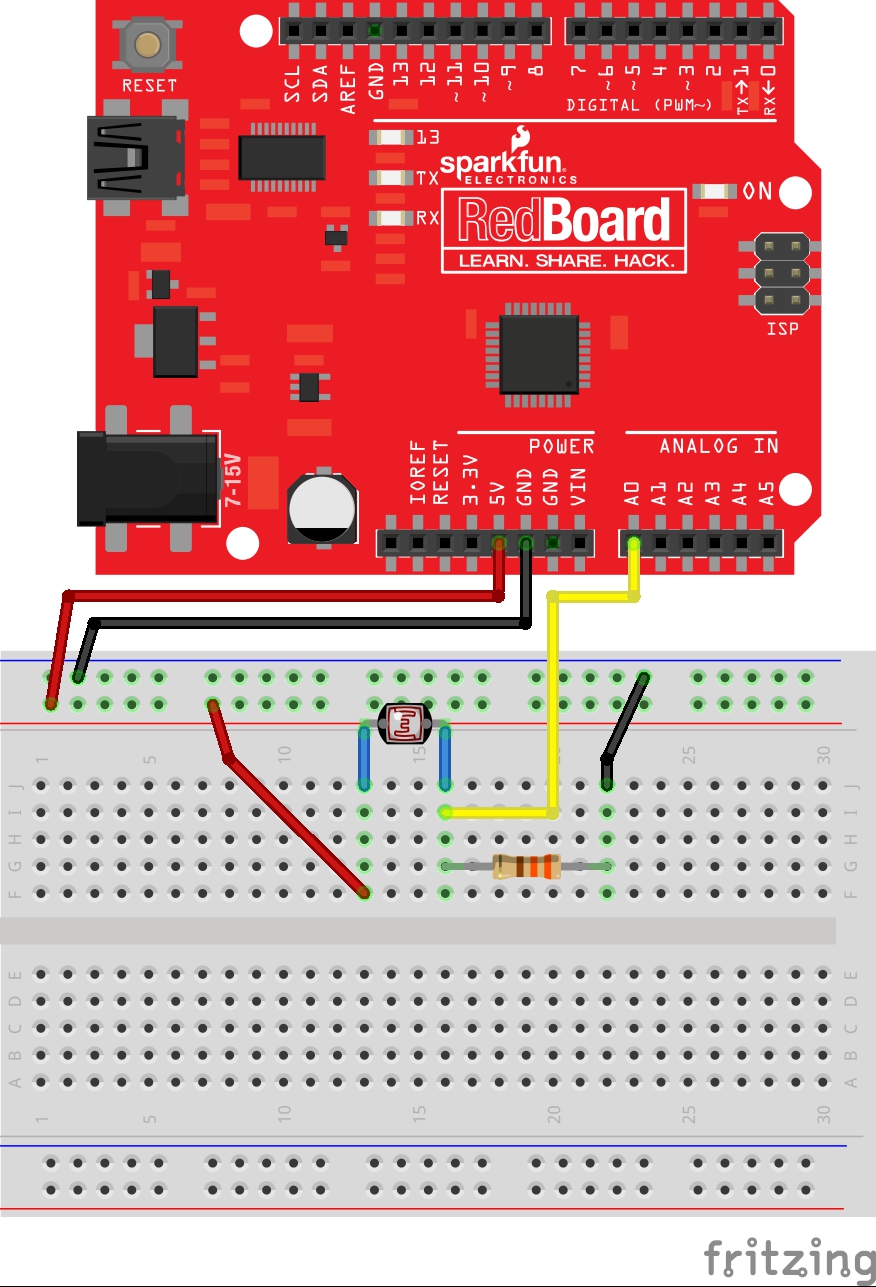 RESET
SCL SDA AREF GND 13 12 ~11 ~10 ~9 8 7 ~6 ~5 4 ~3 2 TX→1 RX←0
DIGITAL (PWM~)
13
TX
RX
sparkfun
ELECTRONICS
RedBoard
LEARN. SHARE. HACK.
ON
ISP
7-15V
POWER
ANALOG IN
IOREF RESET 3.3V 5V GND GND VIN A0 A1 A2 A3 A4 A5
1 5 10 15 20 25 30
J J
I I
H H
G G
F F
E E
D D
C C
B B
A A
1 5 10 15 20 25 30
fritzing